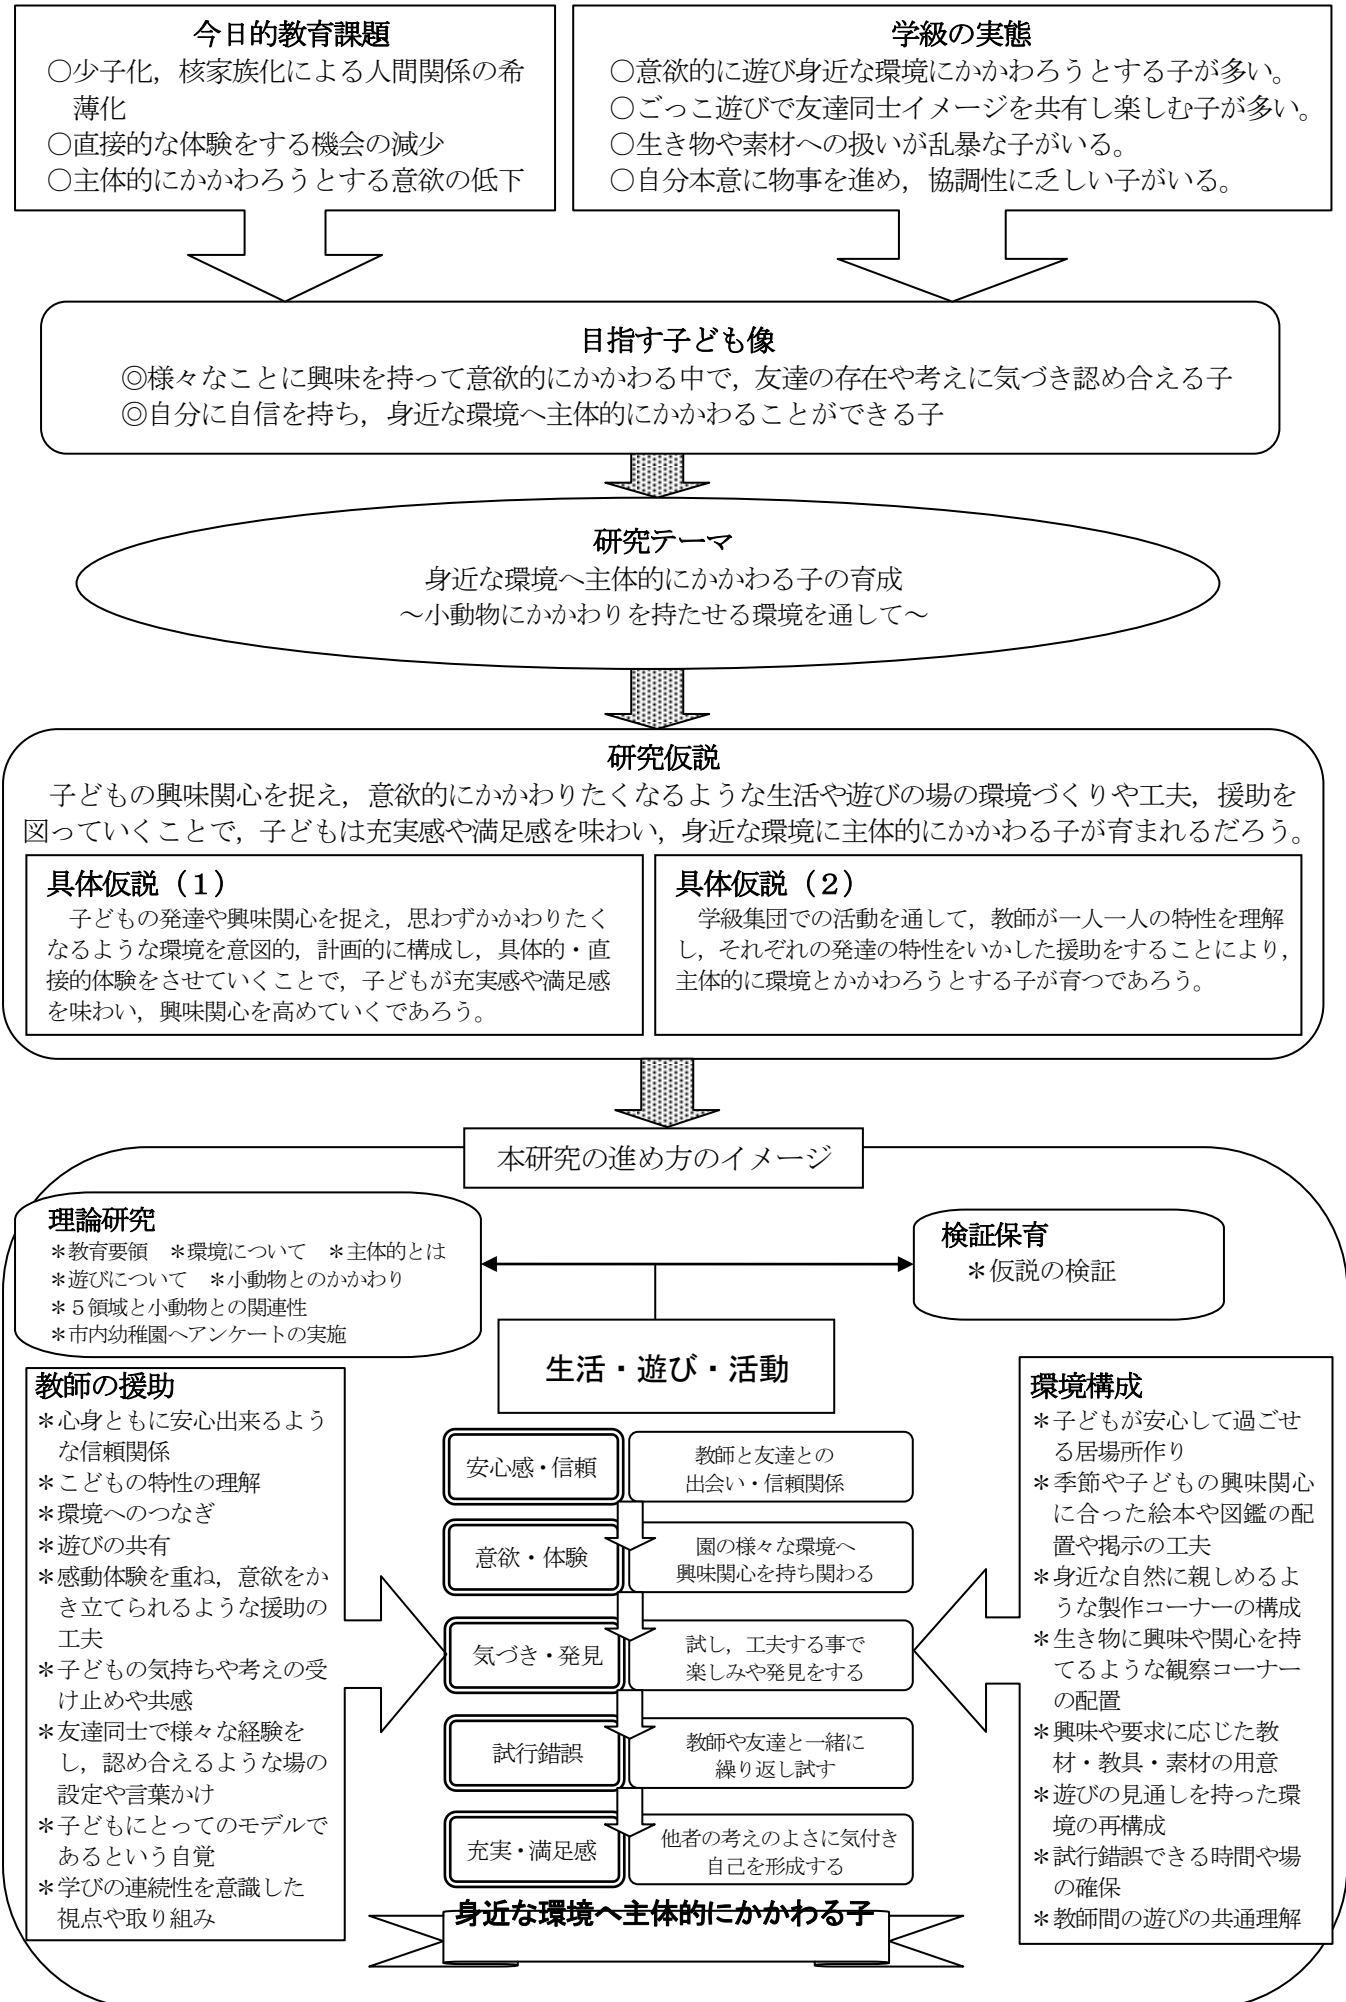 今日的教育課題
○少子化，核家族化による人間関係の希
薄化
○直接的な体験をする機会の減少
○主体的にかかわろうとする意欲の低下
学級の実態
○意欲的に遊び身近な環境にかかわろうとする子が多い。
○ごっこ遊びで友達同士イメージを共有し楽しむ子が多い。
○生き物や素材への扱いが乱暴な子がいる。
○自分本意に物事を進め，協調性に乏しい子がいる。
目指す子ども像
◎様々なことに興味を持って意欲的にかかわる中で，友達の存在や考えに気づき認め合える子
◎自分に自信を持ち，身近な環境へ主体的にかかわることができる子
研究テーマ
身近な環境へ主体的にかかわる子の育成
～小動物にかかわりを持たせる環境を通して～
研究仮説
子どもの興味関心を捉え，意欲的にかかわりたくなるような生活や遊びの場の環境づくりや工夫，援助を
図っていくことで，子どもは充実感や満足感を味わい，身近な環境に主体的にかかわる子が育まれるだろう。
具体仮説（１）
子どもの発達や興味関心を捉え，思わずかかわりたく
なるような環境を意図的，計画的に構成し，具体的・直
接的体験をさせていくことで，子どもが充実感や満足感
を味わい，興味関心を高めていくであろう。
具体仮説（２）
学級集団での活動を通して，教師が一人一人の特性を理解
し，それぞれの発達の特性をいかした援助をすることにより，
主体的に環境とかかわろうとする子が育つであろう。
本研究の進め方のイメージ
理論研究
＊教育要領　＊環境について　＊主体的とは
＊遊びについて　＊小動物とのかかわり
＊５領域と小動物との関連性
＊市内幼稚園へアンケートの実施
検証保育
＊仮説の検証
生活・遊び・活動
教師の援助
＊心身ともに安心出来るよう
な信頼関係
＊こどもの特性の理解
＊環境へのつなぎ
＊遊びの共有
＊感動体験を重ね，意欲をか
き立てられるような援助の
工夫
＊子どもの気持ちや考えの受
け止めや共感
＊友達同士で様々な経験を
し，認め合えるような場の
設定や言葉かけ
＊子どもにとってのモデルで
あるという自覚
＊学びの連続性を意識した
視点や取り組み
安心感・信頼
教師と友達との
出会い・信頼関係
意欲・体験
園の様々な環境へ
興味関心を持ち関わる
気づき・発見
試し，工夫する事で
楽しみや発見をする
試行錯誤
教師や友達と一緒に
繰り返し試す
充実・満足感
他者の考えのよさに気付き
自己を形成する
身近な環境へ主体的にかかわる子
環境構成
＊子どもが安心して過ごせ
る居場所作り
＊季節や子どもの興味関心
に合った絵本や図鑑の配
置や掲示の工夫
＊身近な自然に親しめるよ
うな製作コーナーの構成
＊生き物に興味や関心を持
てるような観察コーナー
の配置
＊興味や要求に応じた教
材・教具・素材の用意
＊遊びの見通しを持った環
境の再構成
＊試行錯誤できる時間や場
の確保
＊教師間の遊びの共通理解